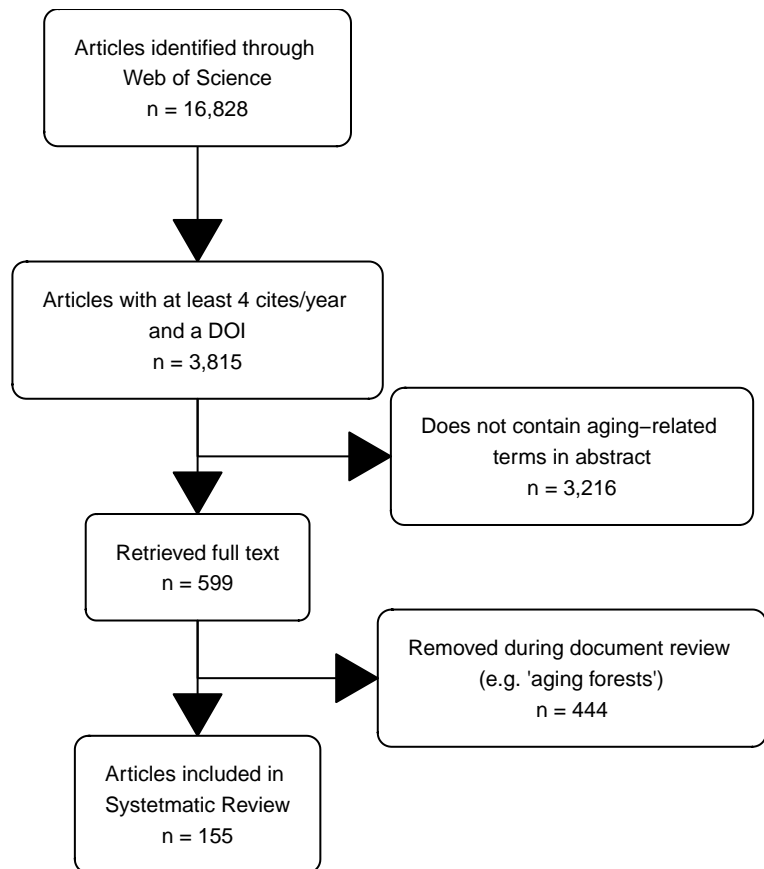 Articles identified through
Web of Science
n = 16,828
Articles with at least 4 cites/year
and a DOI
n = 3,815
Does not contain aging−related
terms in abstract
n = 3,216
Retrieved full text
n = 599
Removed during document review
(e.g. 'aging forests')
n = 444
Articles included in
Systetmatic Review
n = 155